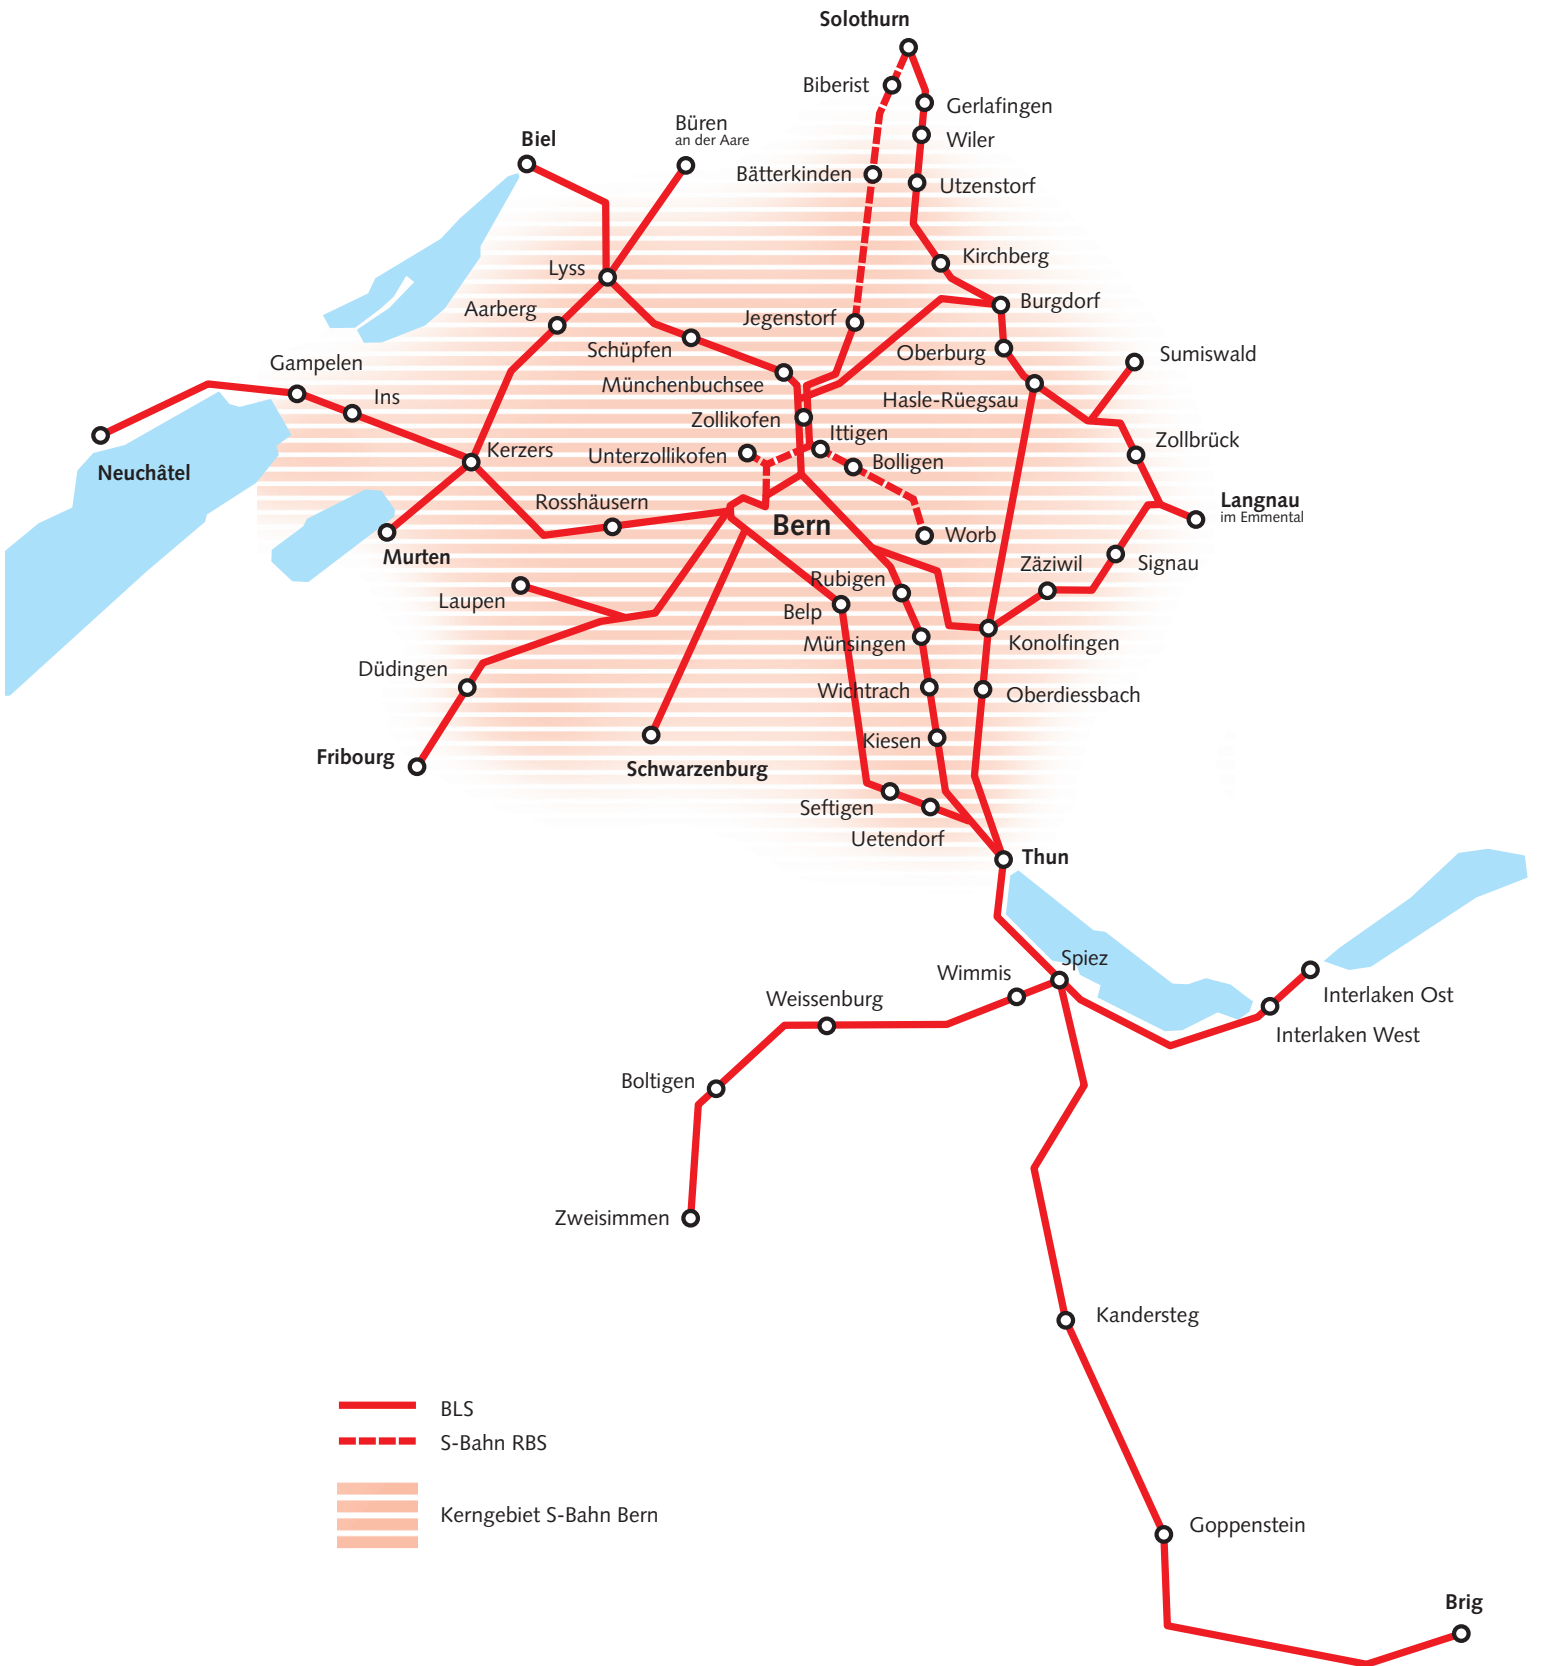 Solothurn
Biberist
Gerlafingen
Büren
an der Aare
Biel
Wiler
Bätterkinden
Utzenstorf
Kirchberg
Lyss
Burgdorf
Aarberg
Jegenstorf
Schüpfen
Oberburg
Sumiswald
Gampelen
Münchenbuchsee
Ins
Hasle-Rüegsau
Zollikofen
Ittigen
Zollbrück
Kerzers
Unterzollikofen
Bolligen
Neuchâtel
Rosshäusern
Langnau
im Emmental
Bern
Worb
Murten
Zäziwil
Signau
Rubigen
Laupen
Belp
Münsingen
Konolfingen
Düdingen
Wichtrach
Oberdiessbach
Kiesen
Fribourg
Schwarzenburg
Seftigen
Uetendorf
Thun
Spiez
Wimmis
Weissenburg
Interlaken Ost
Interlaken West
Boltigen
Zweisimmen
Kandersteg
BLS
S-Bahn RBS
Kerngebiet S-Bahn Bern
Goppenstein
Brig